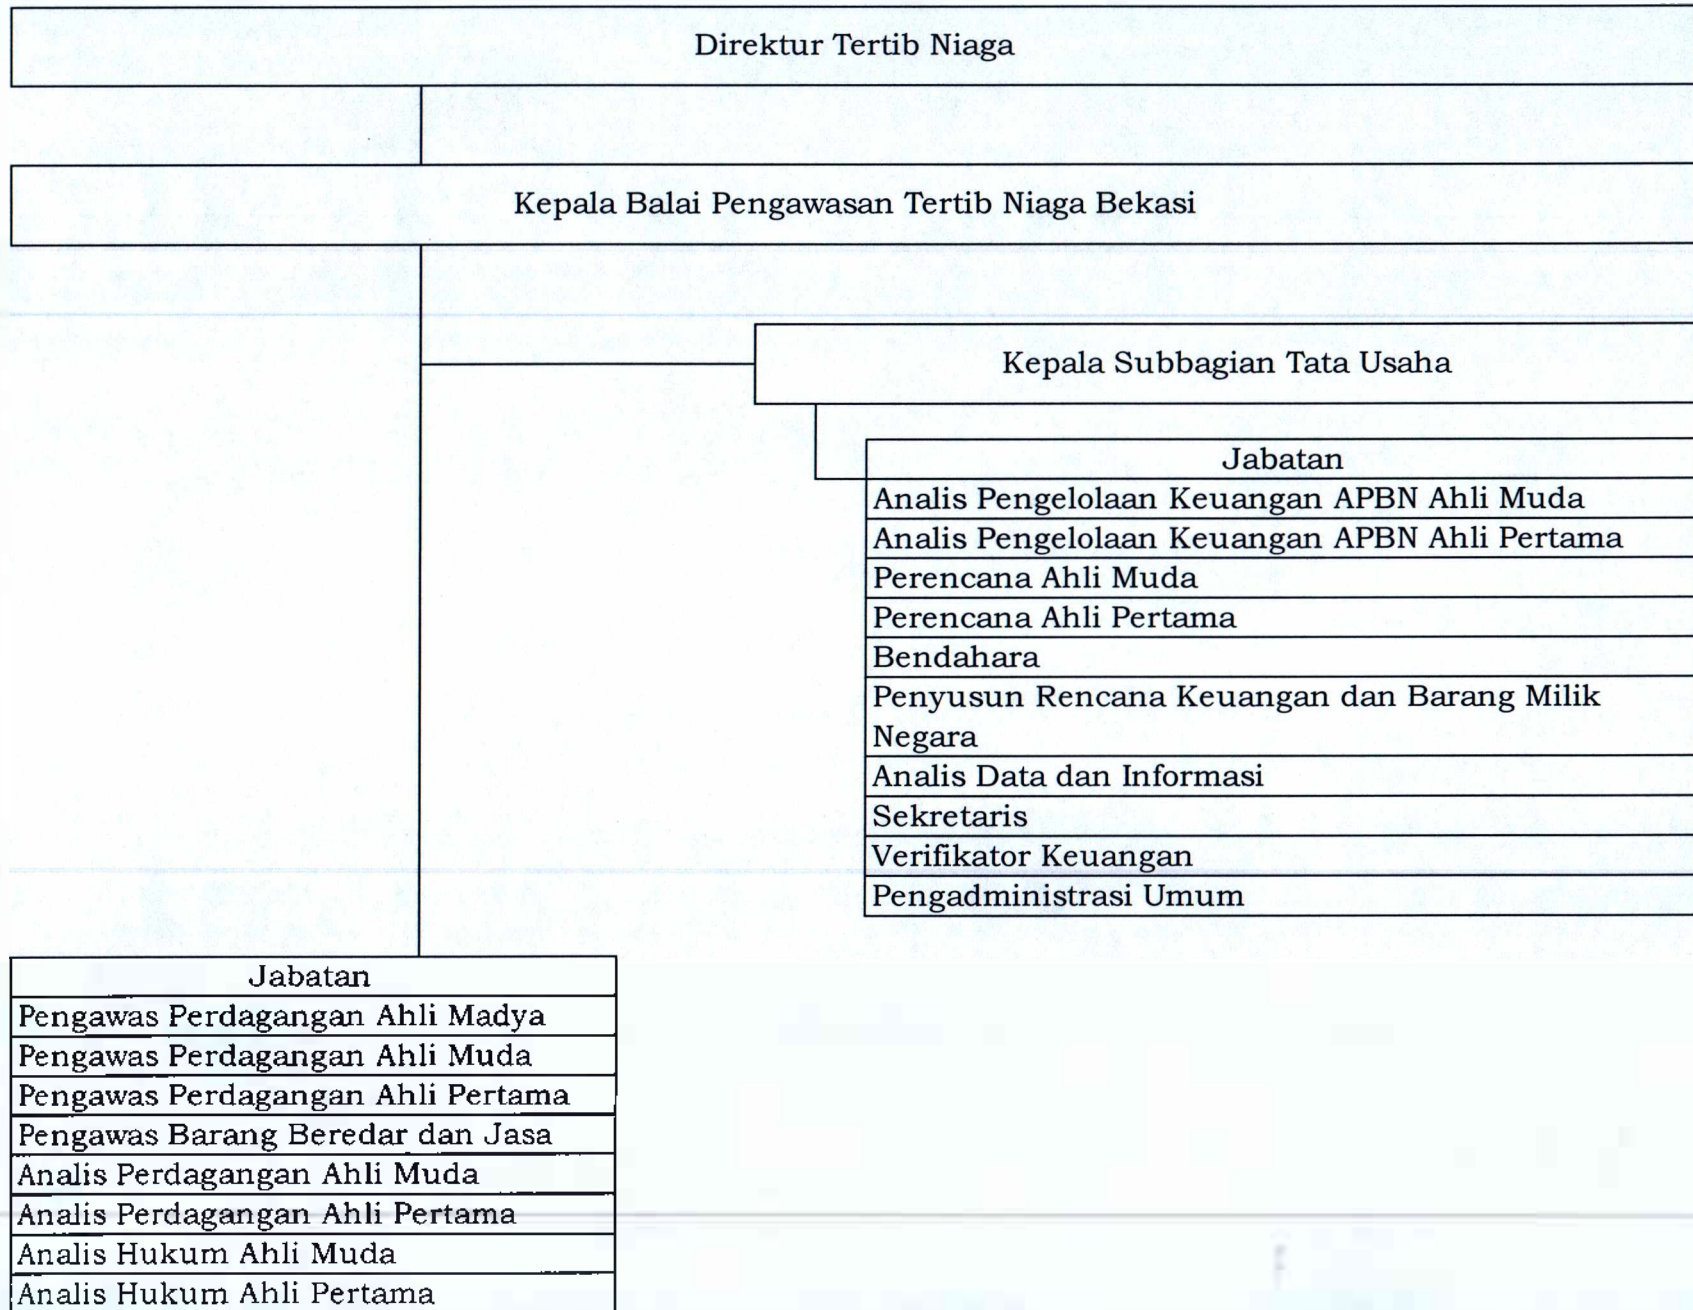 Direktur Tertib Niaga
Kepala Balai Pengawasan Tertib Niaga Bekasi
Kepala Subbagian Tata Usaha
Jabatan
Analis Pengelolaan Keuangan APBN Ahli Muda
Analis Pengelolaan Keuangan APBN Ahli Pertama
Perencana Ahli Muda
Perencana Ahli Pertama
Bendahara
Penyusun Rencana Keuangan dan Barang Milik
Negara
Analis Data dan Informasi
Sekretaris
Verifikator Keuangan
Pengadministrasi Umum
Jabatan
Pengawas Perdagangan Ahli Madya
Pengawas Perdagangan Ahli Muda
Pengawas Perdagangan Ahli Pertama
Pengawas Barang Beredar dan Jasa
Analis Perdagangan Ahli Muda
Analis Perdagangan Ahli Pertama
Analis Hukum Ahli Muda
Analis Hukum Ahli Pertama